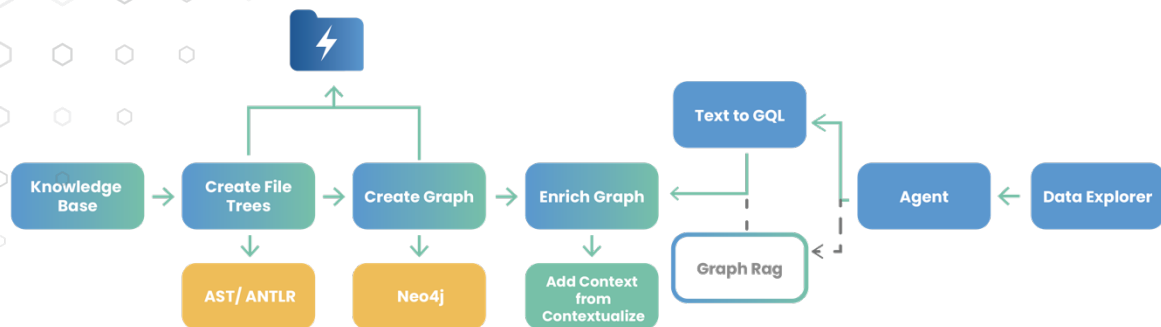 Text to GQL
Knowledge
Base
Create File
Trees
Create Graph
Enrich Graph
Agent
Data Explorer
Graph Rag
AST/ ANTLR
Neo4j
Add Context
from
Contextualize